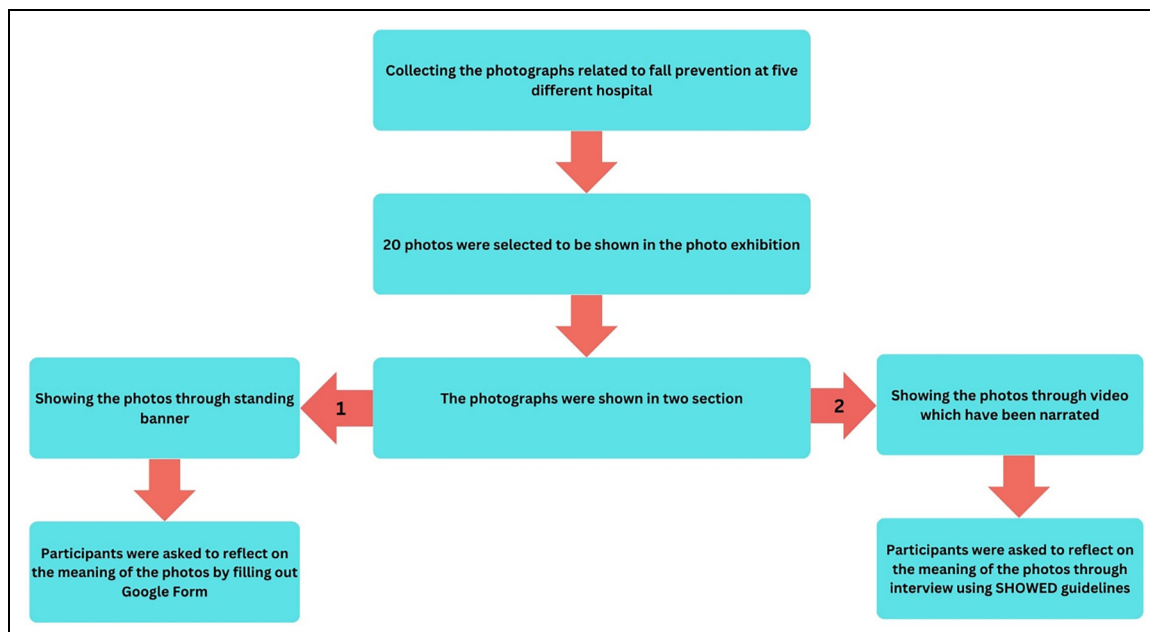 Collecting the photographs related to fall prevention at five
different hospital
20 photos were selected to be shown in the photo exhibition
The photographs were shown in two section
1
Showing the photos through standing
banner
Participants were asked to reflect on
the meaning of the photos by filling out
Google Form
2
Showing the photos through video
which have been narrated
Participants were asked to reflect on
the meaning of the photos through
interview using SHOWED guidelines